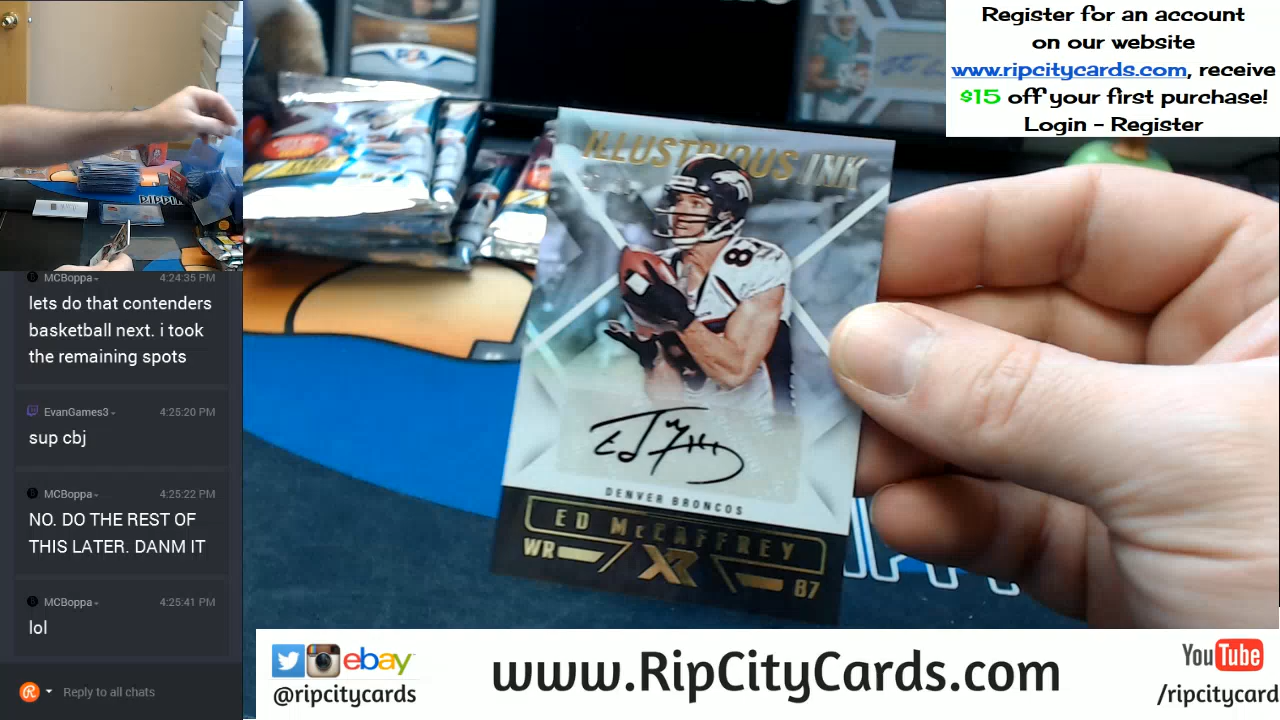 Register for an account
on our website
www.ripcitycards.com, receive
$15 off your first purchase!
Login - Register
ILLUSTRIOUS INK
87
DENVER BRONCOS
ED McCAFFREY
WR XR 87
RIPPIN
MCBoppa 4:24:35 PM
lets do that contenders
basketball next. i took
the remaining spots
EvanGames3 4:25:20 PM
sup cbj
MCBoppa 4:25:22 PM
NO. DO THE REST OF
THIS LATER. DANM IT
MCBoppa 4:25:41 PM
lol
Reply to all chats
ebay
@ripcitycards
www.RipCityCards.com
YouTube
/ripcitycard